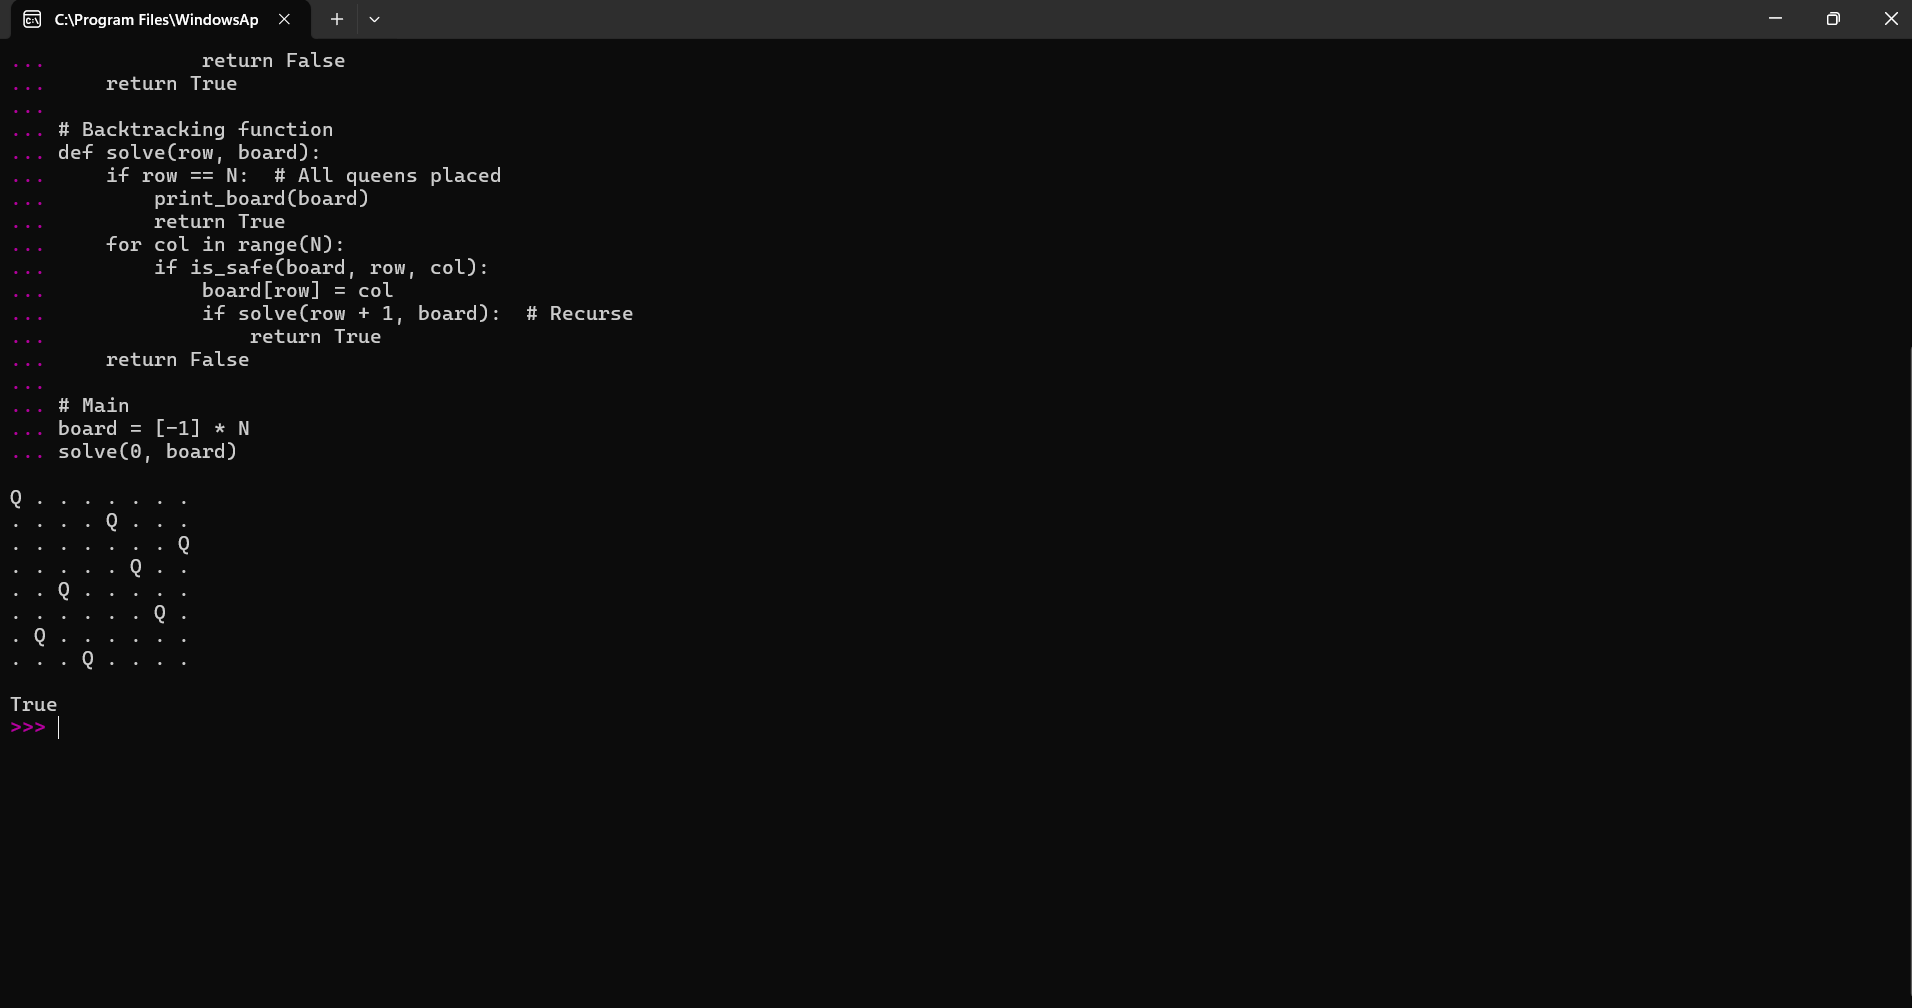 C:\Program Files\WindowsAp
...             return False
...     return True
...
... # Backtracking function
... def solve(row, board):
...     if row == N:  # All queens placed
...         print_board(board)
...         return True
...     for col in range(N):
...         if is_safe(board, row, col):
...             board[row] = col
...             if solve(row + 1, board):  # Recurse
...                 return True
...     return False
...
... # Main
... board = [-1] * N
... solve(0, board)
Q . . . . . . .
. . . . Q . . .
. . . . . . . Q
. . . . . Q . .
. . Q . . . . .
. . . . . . Q .
. Q . . . . . .
. . . Q . . . .
True
>>>